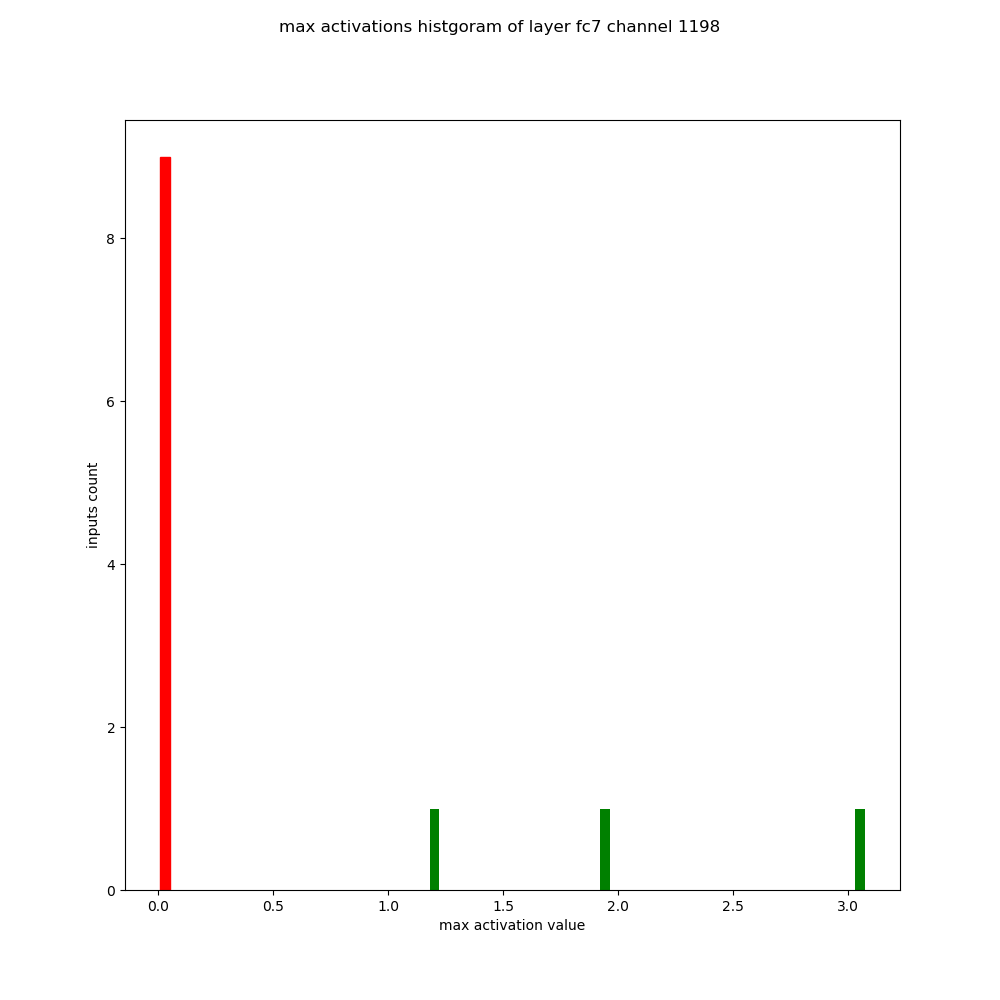 max activations histgoram of layer fc7 channel 1198
8
6
4
2
0
inputs count
0.0 0.5 1.0 1.5 2.0 2.5 3.0
max activation value